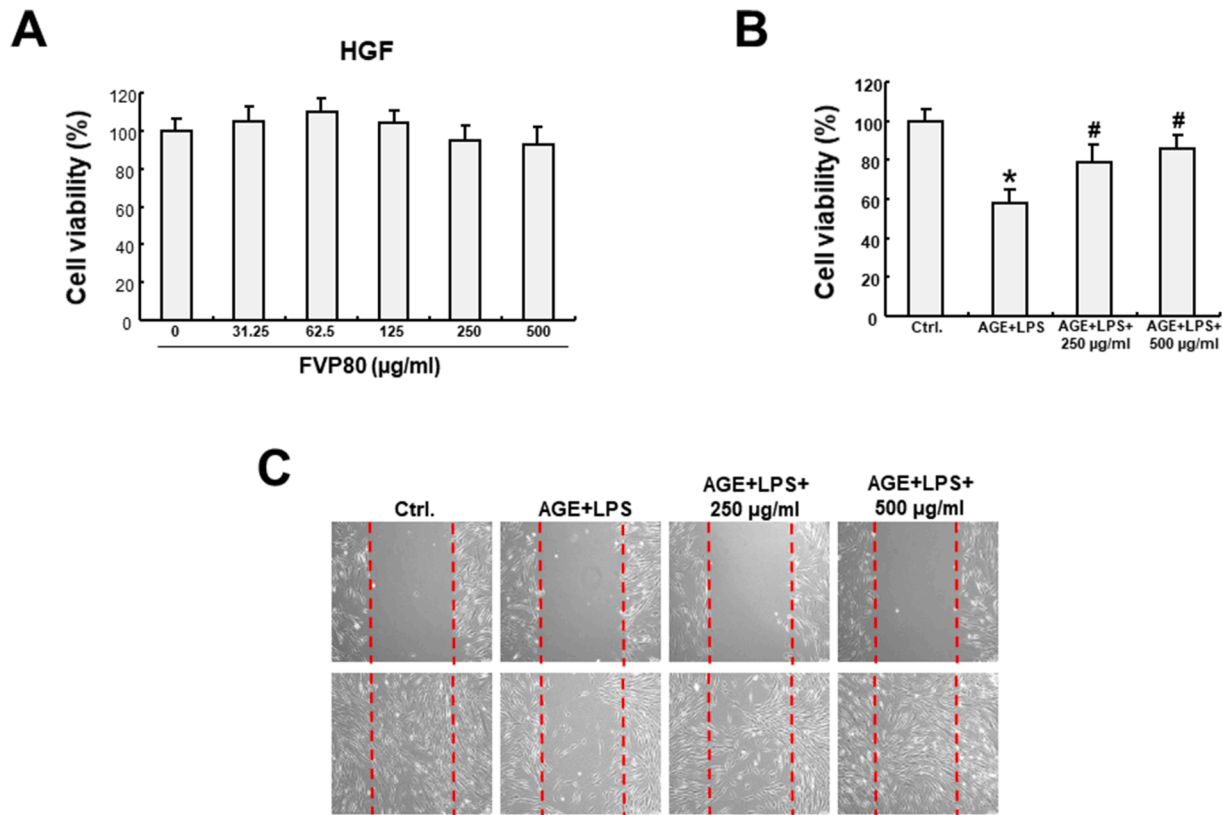 A
HGF
Cell viability (%)
120
100
80
60
40
20
0
0 31.25 62.5 125 250 500
FVP80 (µg/ml)
B
Cell viability (%)
120
100
80
60
40
20
0
*
#
#
Ctrl. AGE+LPS AGE+LPS+ AGE+LPS+
250 µg/ml 500 µg/ml
C
Ctrl. AGE+LPS AGE+LPS+ AGE+LPS+
250 µg/ml 500 µg/ml